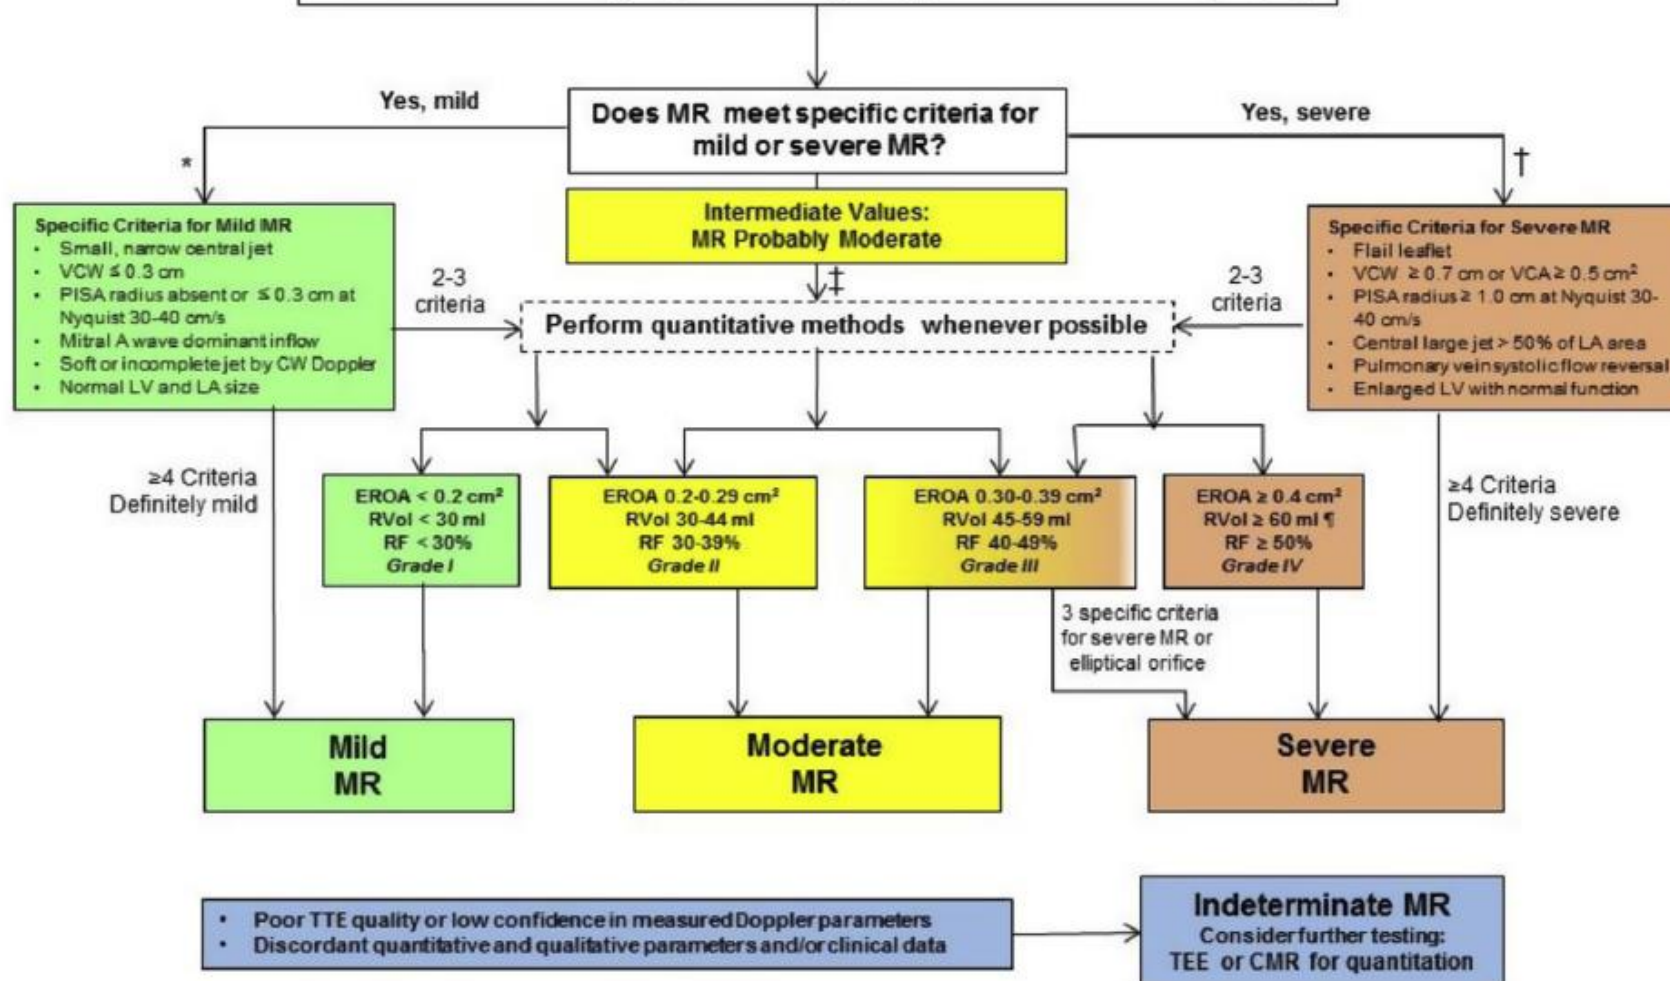 Yes, mild
Does MR meet specific criteria for
mild or severe MR?
Yes, severe
*
†
Intermediate Values:
MR Probably Moderate
‡
Specific Criteria for Mild MR
• Small, narrow central jet
• VCW ≤ 0.3 cm
• PISA radius absent or ≤ 0.3 cm at
Nyquist 30-40 cm/s
• Mitral A wave dominant inflow
• Soft or incomplete jet by CW Doppler
• Normal LV and LA size
2-3
criteria
Perform quantitative methods whenever possible
2-3
criteria
Specific Criteria for Severe MR
• Flail leaflet
• VCW ≥ 0.7 cm or VCA ≥ 0.5 cm²
• PISA radius ≥ 1.0 cm at Nyquist 30-
40 cm/s
• Central large jet > 50% of LA area
• Pulmonary vein systolic flow reversal
• Enlarged LV with normal function
≥4 Criteria
Definitely mild
EROA < 0.2 cm²
RVol < 30 ml
RF < 30%
Grade I
EROA 0.2-0.29 cm²
RVol 30-44 ml
RF 30-39%
Grade II
EROA 0.30-0.39 cm²
RVol 45-59 ml
RF 40-49%
Grade III
EROA ≥ 0.4 cm²
RVol ≥ 60 ml ¶
RF ≥ 50%
Grade IV
≥4 Criteria
Definitely severe
3 specific criteria
for severe MR or
elliptical orifice
Mild
MR
Moderate
MR
Severe
MR
• Poor TTE quality or low confidence in measured Doppler parameters
• Discordant quantitative and qualitative parameters and/or clinical data
Indeterminate MR
Consider further testing:
TEE or CMR for quantitation